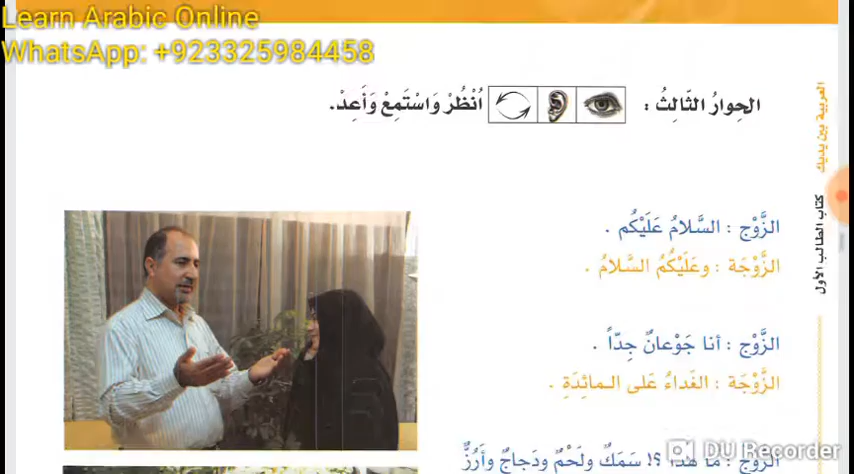 Learn Arabic Online
WhatsApp: +923325984458
الحِوارُ الثّالِثُ : اُنْظُرْ وَاسْتَمِعْ وَأَعِدْ.
العربية بين يديك
كتاب الطالب الأول
الزَّوْج : السَّلامُ عَلَيْكُم .
الزَّوْجَة : وعَلَيْكُمُ السَّلامُ .
الزَّوْج : أنا جَوْعانٌ جِدّاً .
الزَّوْجَة : الغَداءُ عَلى المائِدَةِ .
الزَّوْج : ما هذا ؟! سَمَكٌ ولَحْمٌ ودَجاجٌ وأَرُزٌّ
DU Recorder